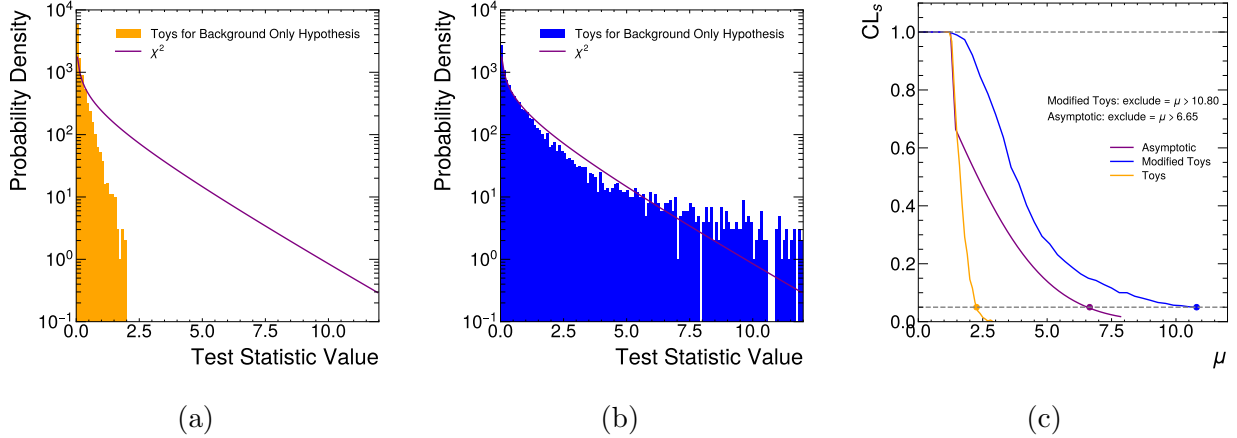 Probability Density
10^4
10^3
10^2
10^1
10^0
10^-1
0.0 2.5 5.0 7.5 10.0
Test Statistic Value
Toys for Background Only Hypothesis
χ^2
(a)
Probability Density
10^4
10^3
10^2
10^1
10^0
10^-1
0.0 2.5 5.0 7.5 10.0
Test Statistic Value
Toys for Background Only Hypothesis
χ^2
(b)
CL_s
1.0
0.8
0.6
0.4
0.2
0.0
0.0 2.5 5.0 7.5 10.0
μ
Modified Toys: exclude = μ > 10.80
Asymptotic: exclude = μ > 6.65
Asymptotic
Modified Toys
Toys
(c)